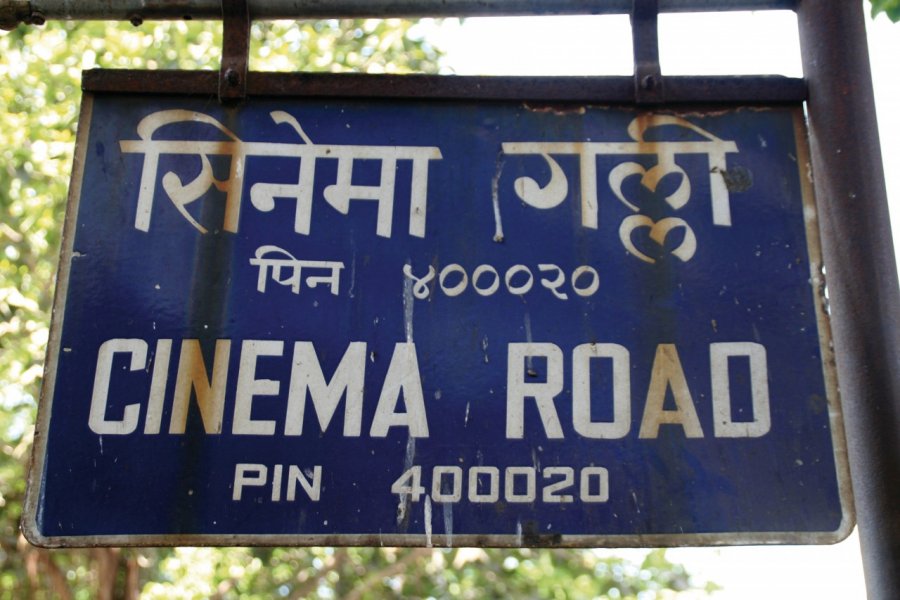 सिनेमा गल्ली
पिन ४०००२०
CINEMA ROAD
PIN 400020